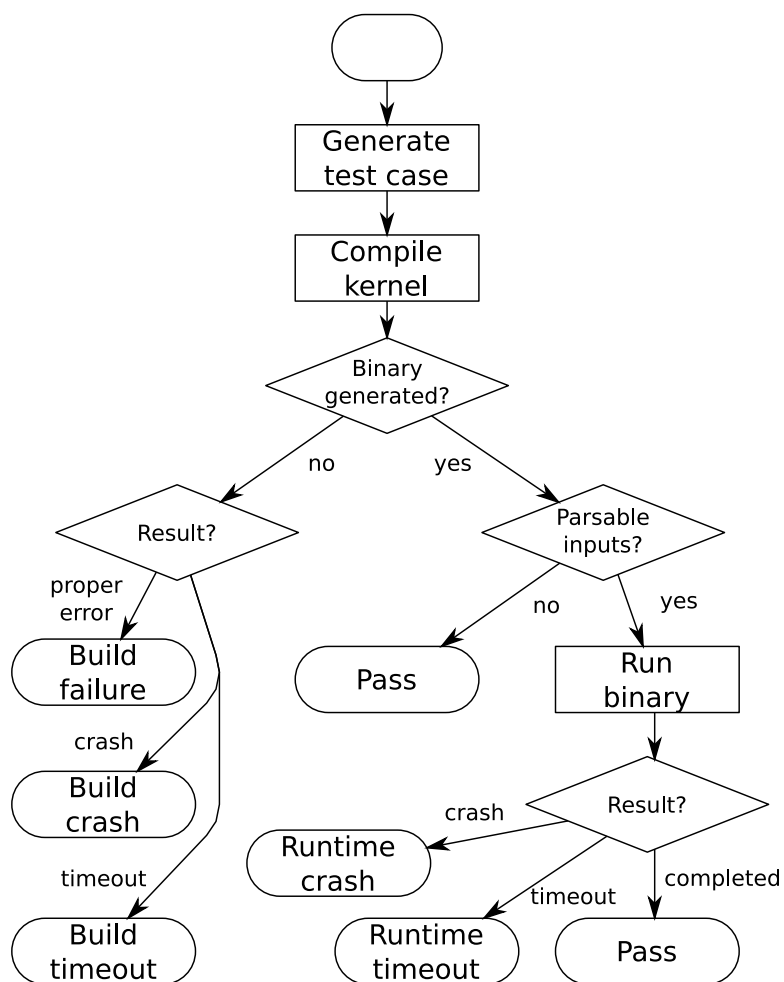 Generate
test case
Compile
kernel
Binary
generated?
no
yes
Result?
Parsable
inputs?
proper
error
no
yes
Build
failure
Pass
Run
binary
crash
Build
crash
Result?
crash
Runtime
crash
timeout
timeout
completed
Build
timeout
Runtime
timeout
Pass